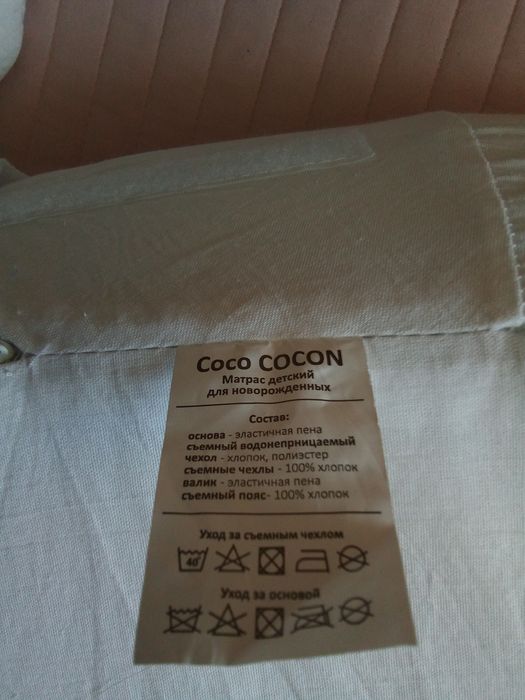 Coco COCON
Матрас детский
для новорожденных
Состав:
основа - эластичная пена
съемный водонеприницаемый
чехол - хлопок, полиэстер
съемные чехлы - 100% хлопок
валик - эластичная пена
съемный пояс- 100% хлопок
Уход за съемным чехлом
40°
Уход за основой